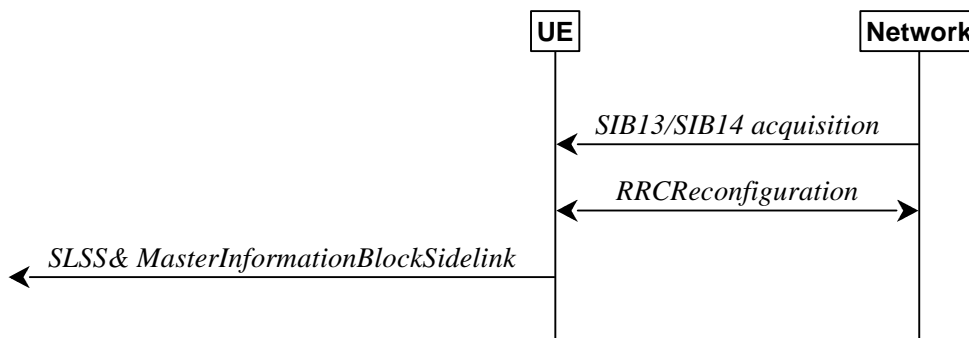 UE
Network
SIB13/SIB14 acquisition
RRCReconfiguration
SLSS& MasterInformationBlockSidelink